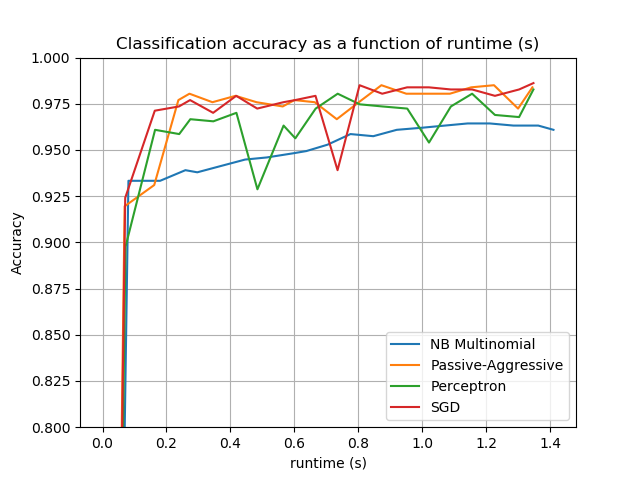 Classification accuracy as a function of runtime (s)
1.000
0.975
0.950
0.925
0.900
0.875
0.850
0.825
0.800
Accuracy
NB Multinomial
Passive-Aggressive
Perceptron
SGD
0.0 0.2 0.4 0.6 0.8 1.0 1.2 1.4
runtime (s)